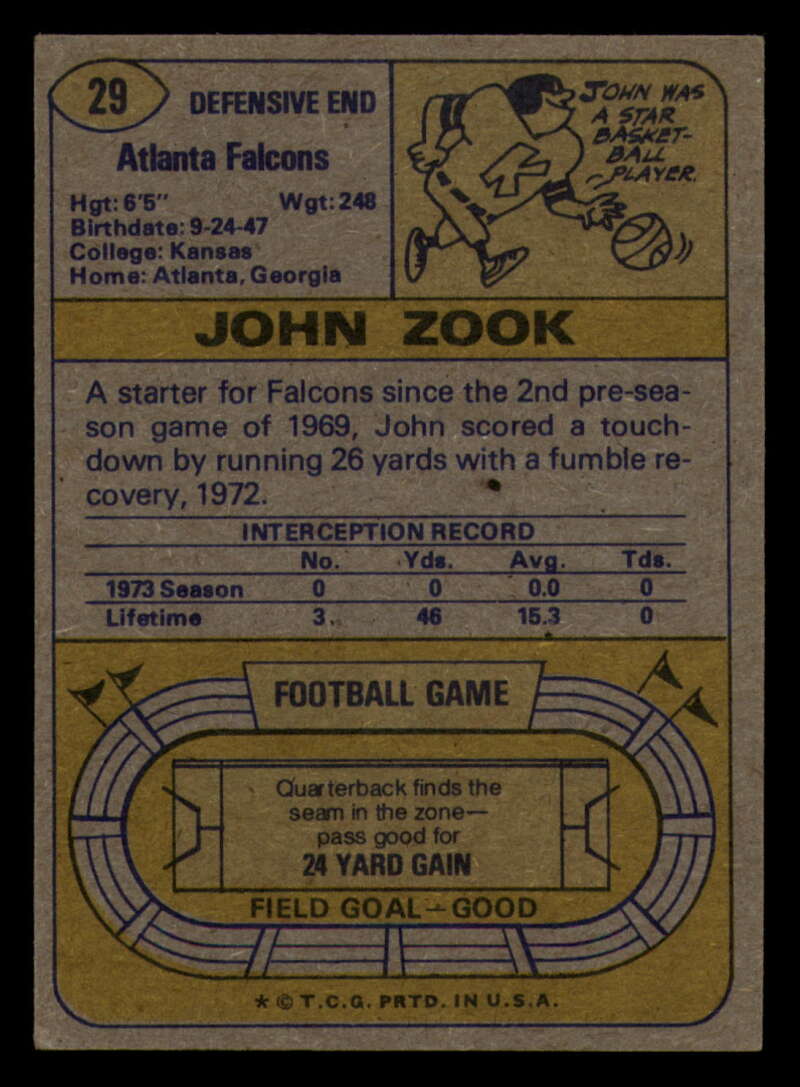 29
DEFENSIVE END
Atlanta Falcons
Hgt: 6'5" Wgt: 248
Birthdate: 9-24-47
College: Kansas
Home: Atlanta, Georgia
JOHN WAS
A STAR
BASKET-
BALL
PLAYER.
K
JOHN ZOOK
A starter for Falcons since the 2nd pre-sea-
son game of 1969, John scored a touch-
down by running 26 yards with a fumble re-
covery, 1972.
INTERCEPTION RECORD
No. Yds. Avg. Tds.
1973 Season 0 0 0.0 0
Lifetime 3 46 15.3 0
FOOTBALL GAME
Quarterback finds the
seam in the zone—
pass good for
24 YARD GAIN
FIELD GOAL—GOOD
* © T.C.G. PRTD. IN U.S.A.